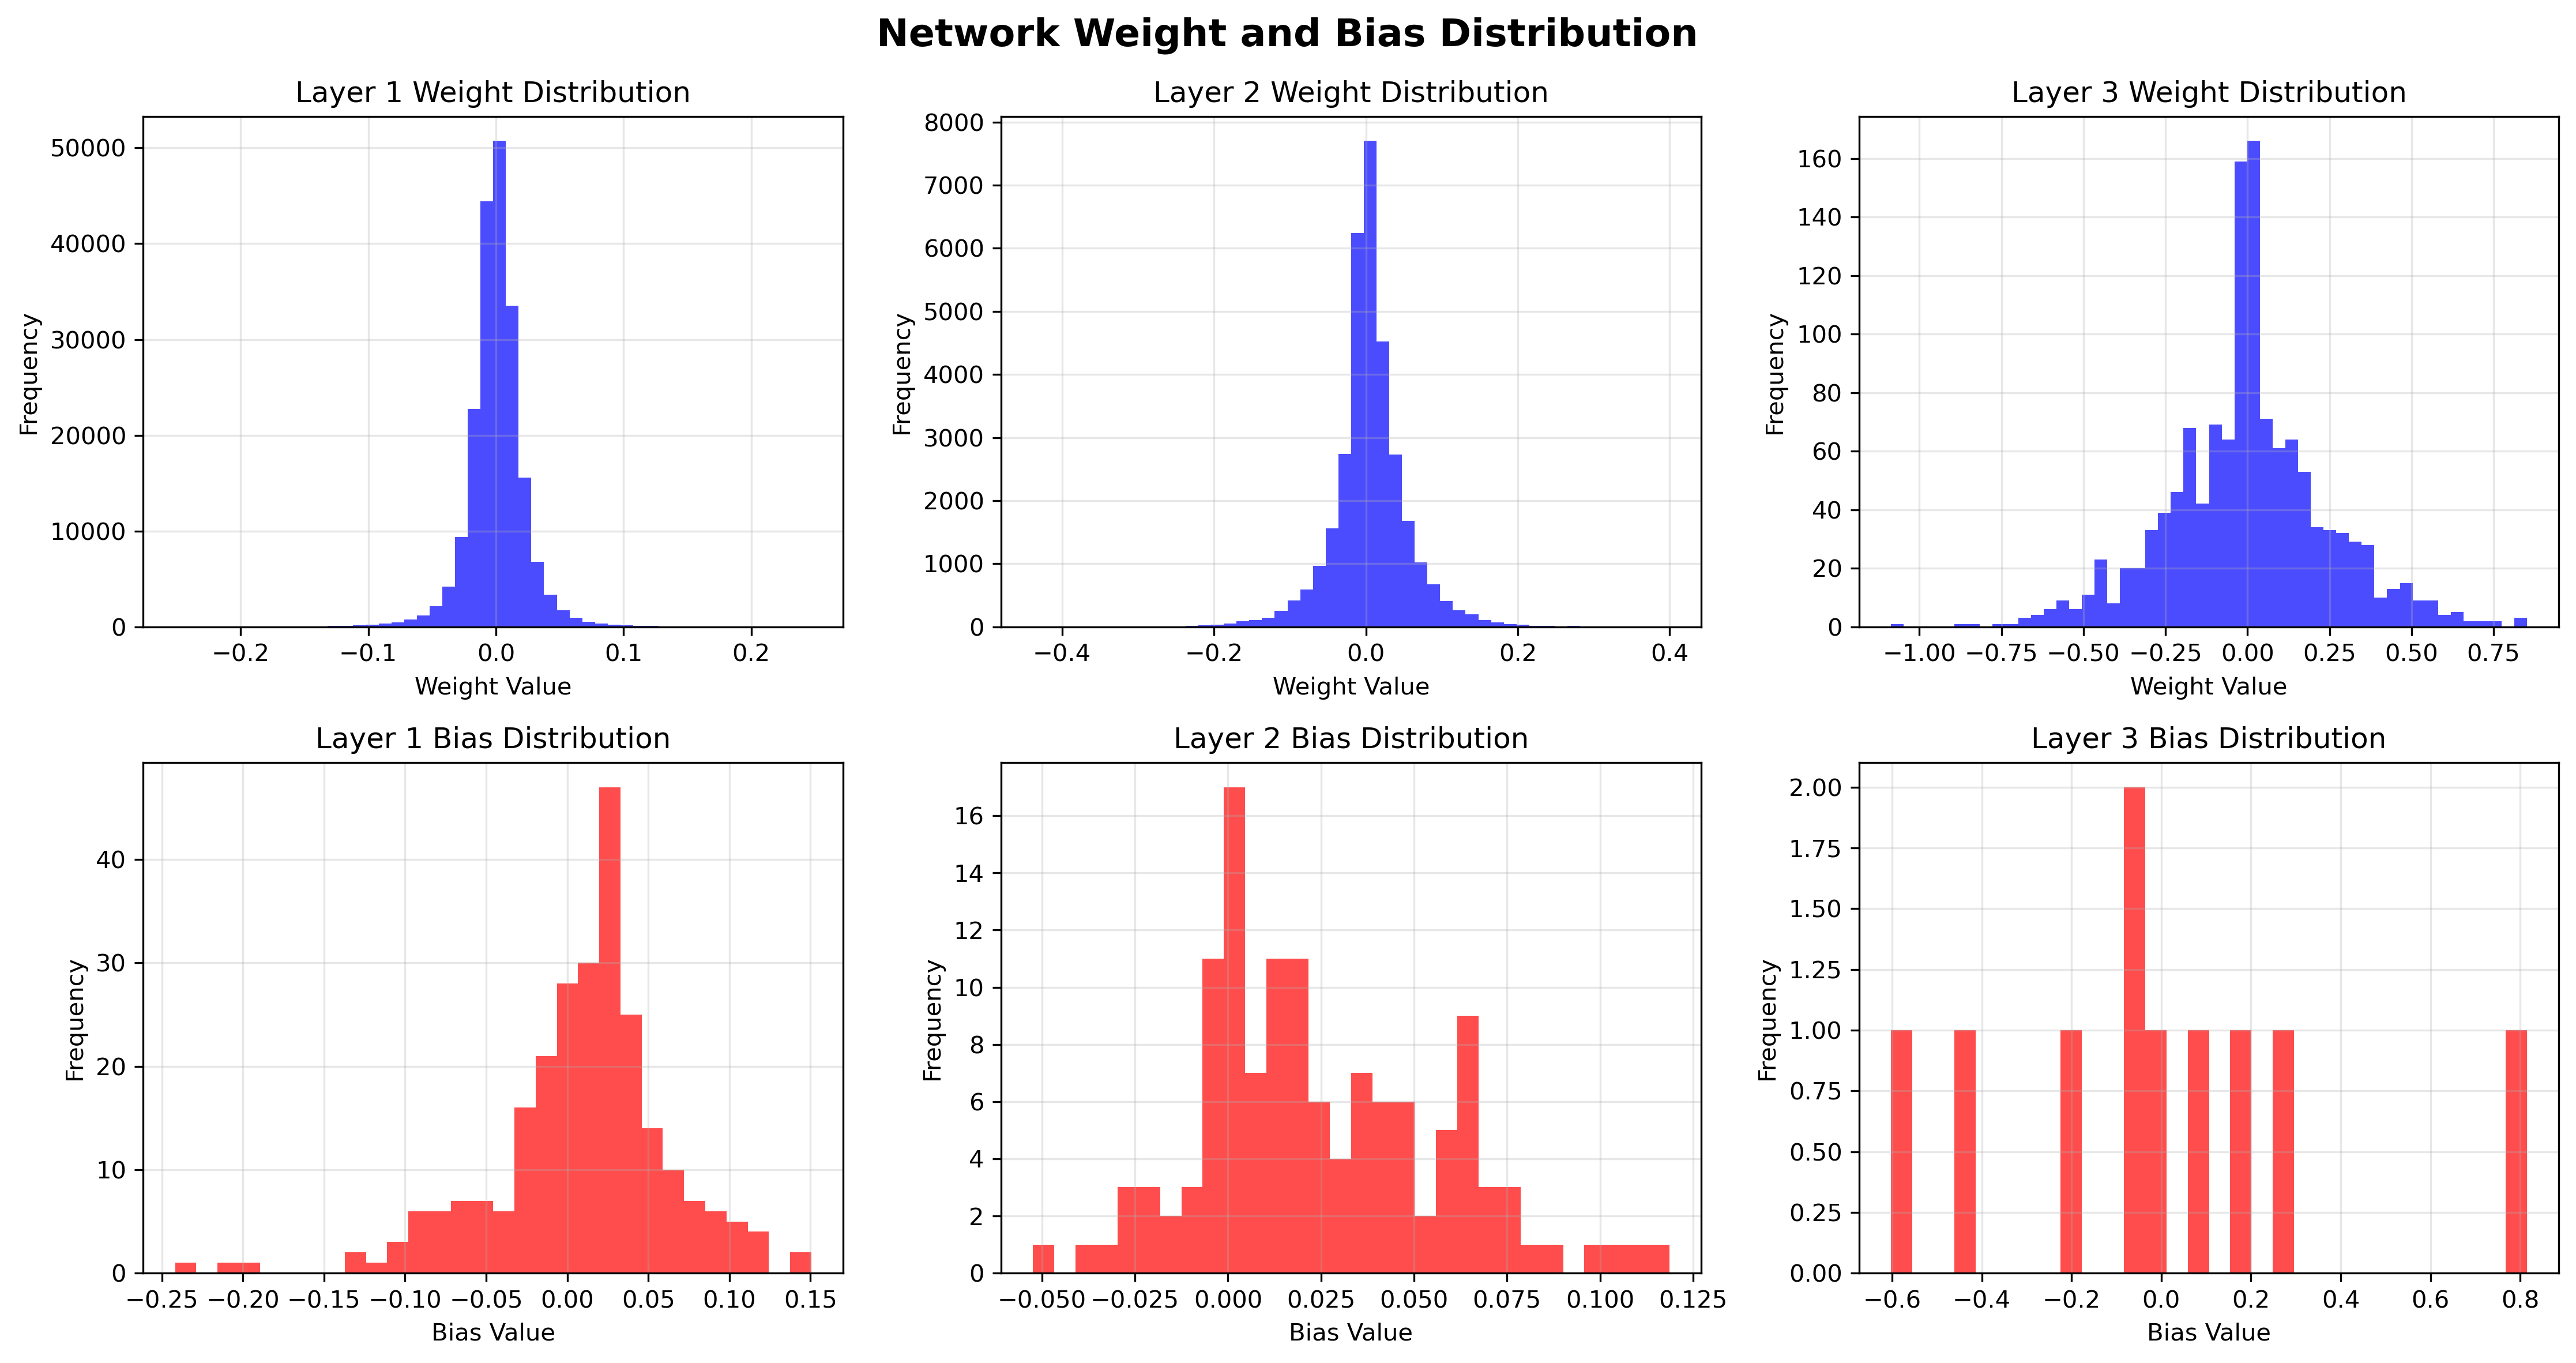 Network Weight and Bias Distribution
Layer 1 Weight Distribution
Frequency
50000
40000
30000
20000
10000
0
−0.2 −0.1 0.0 0.1 0.2
Weight Value
Layer 2 Weight Distribution
Frequency
8000
7000
6000
5000
4000
3000
2000
1000
0
−0.4 −0.2 0.0 0.2 0.4
Weight Value
Layer 3 Weight Distribution
Frequency
160
140
120
100
80
60
40
20
0
−1.00 −0.75 −0.50 −0.25 0.00 0.25 0.50 0.75
Weight Value
Layer 1 Bias Distribution
Frequency
40
30
20
10
0
−0.25 −0.20 −0.15 −0.10 −0.05 0.00 0.05 0.10 0.15
Bias Value
Layer 2 Bias Distribution
Frequency
16
14
12
10
8
6
4
2
0
−0.050 −0.025 0.000 0.025 0.050 0.075 0.100 0.125
Bias Value
Layer 3 Bias Distribution
Frequency
2.00
1.75
1.50
1.25
1.00
0.75
0.50
0.25
0.00
−0.6 −0.4 −0.2 0.0 0.2 0.4 0.6 0.8
Bias Value